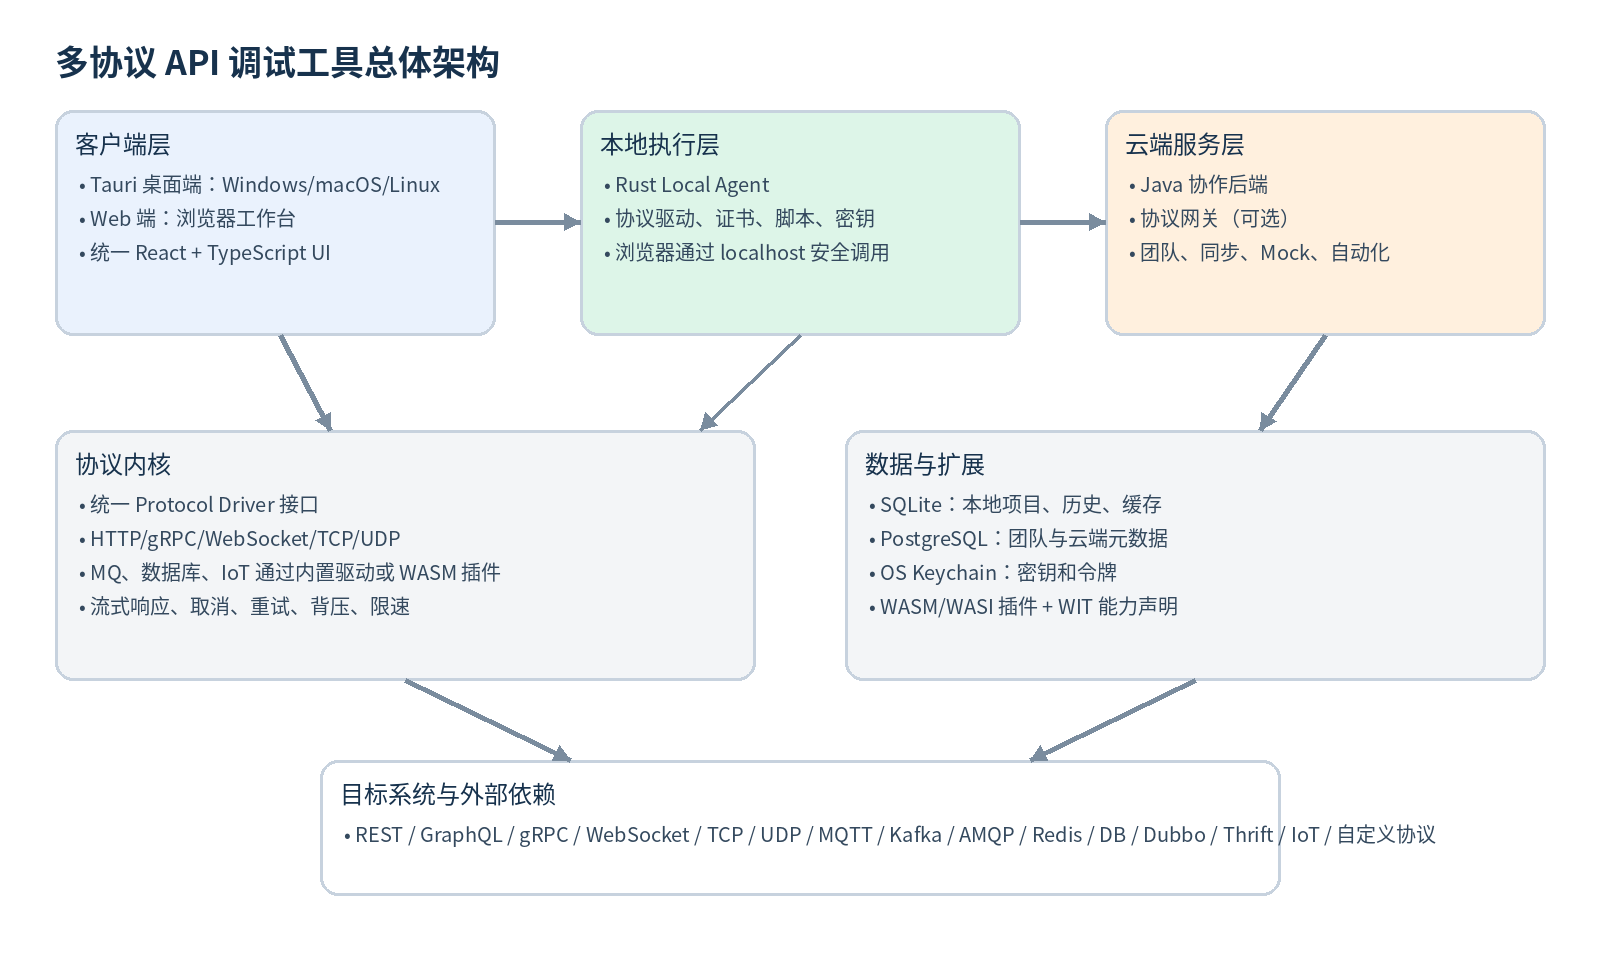 多协议 API 调试工具总体架构
客户端层
• Tauri 桌面端：Windows/macOS/Linux
• Web 端：浏览器工作台
• 统一 React + TypeScript UI
本地执行层
• Rust Local Agent
• 协议驱动、证书、脚本、密钥
• 浏览器通过 localhost 安全调用
云端服务层
• Java 协作后端
• 协议网关（可选）
• 团队、同步、Mock、自动化
协议内核
• 统一 Protocol Driver 接口
• HTTP/gRPC/WebSocket/TCP/UDP
• MQ、数据库、IoT 通过内置驱动或 WASM 插件
• 流式响应、取消、重试、背压、限速
数据与扩展
• SQLite：本地项目、历史、缓存
• PostgreSQL：团队与云端元数据
• OS Keychain：密钥和令牌
• WASM/WASI 插件 + WIT 能力声明
目标系统与外部依赖
• REST / GraphQL / gRPC / WebSocket / TCP / UDP / MQTT / Kafka / AMQP / Redis / DB / Dubbo / Thrift / IoT / 自定义协议